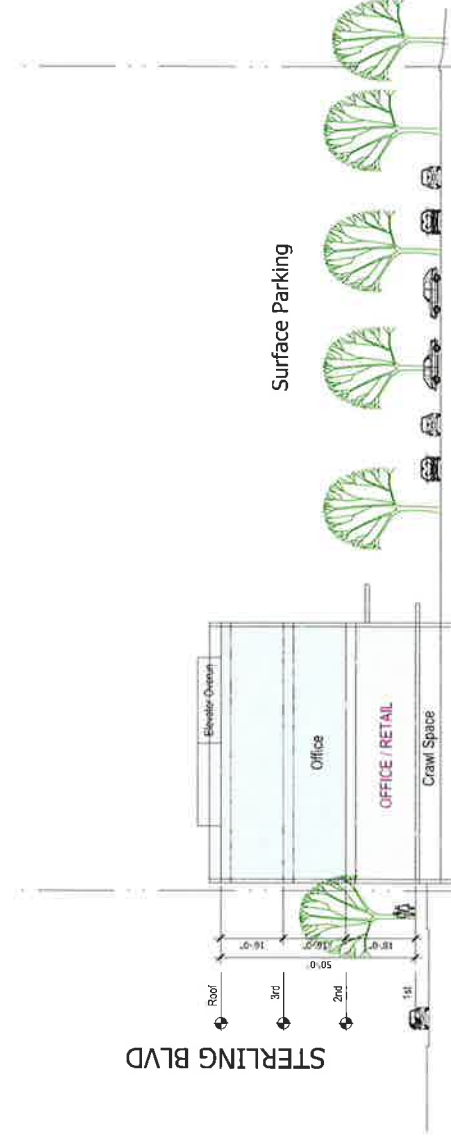 STERLING BLVD
Roof
3rd
2nd
1st
16'-0"
16'-0"
18'-0"
50'-0"
Elevator Overrun
Office
OFFICE / RETAIL
Crawl Space
Surface Parking